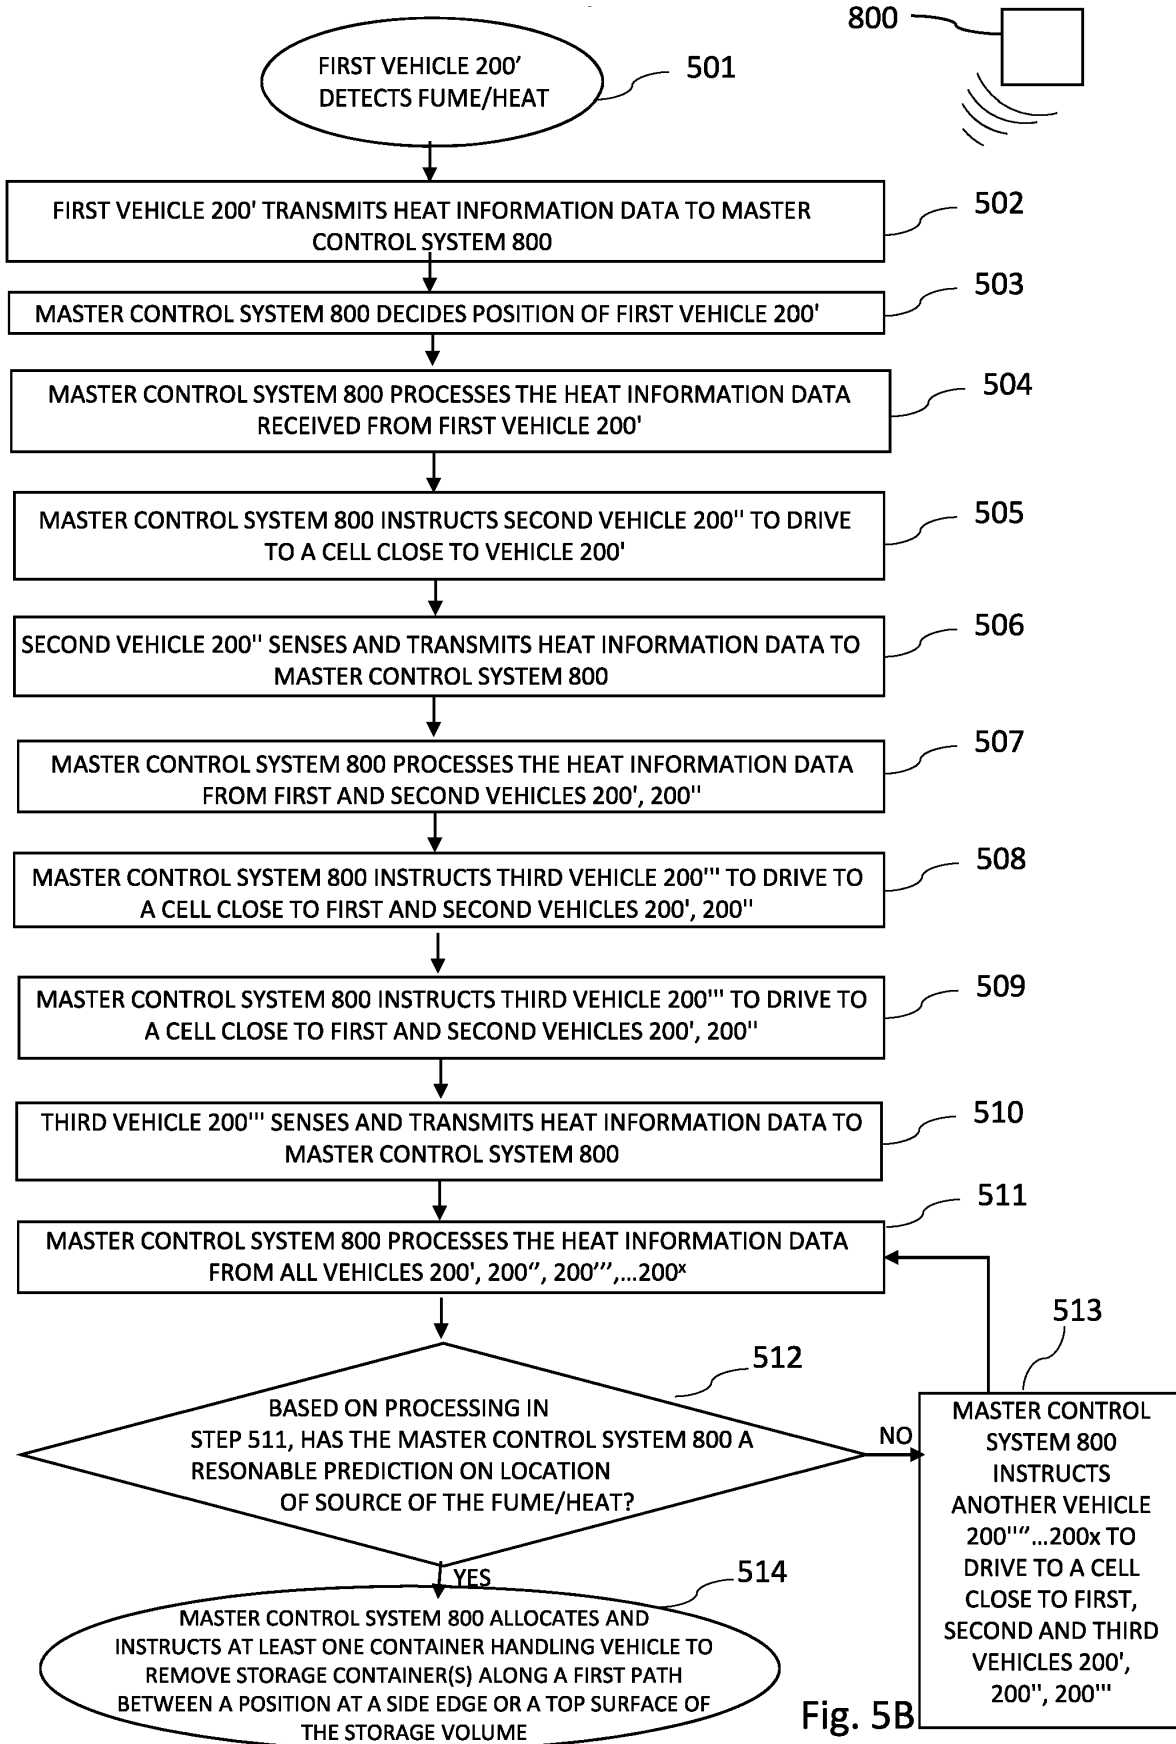 800
FIRST VEHICLE 200'
DETECTS FUME/HEAT
501
502
FIRST VEHICLE 200' TRANSMITS HEAT INFORMATION DATA TO MASTER
CONTROL SYSTEM 800
503
MASTER CONTROL SYSTEM 800 DECIDES POSITION OF FIRST VEHICLE 200'
504
MASTER CONTROL SYSTEM 800 PROCESSES THE HEAT INFORMATION DATA
RECEIVED FROM FIRST VEHICLE 200'
505
MASTER CONTROL SYSTEM 800 INSTRUCTS SECOND VEHICLE 200'' TO DRIVE
TO A CELL CLOSE TO VEHICLE 200'
506
SECOND VEHICLE 200'' SENSES AND TRANSMITS HEAT INFORMATION DATA TO
MASTER CONTROL SYSTEM 800
507
MASTER CONTROL SYSTEM 800 PROCESSES THE HEAT INFORMATION DATA
FROM FIRST AND SECOND VEHICLES 200', 200''
508
MASTER CONTROL SYSTEM 800 INSTRUCTS THIRD VEHICLE 200''' TO DRIVE TO
A CELL CLOSE TO FIRST AND SECOND VEHICLES 200', 200''
509
MASTER CONTROL SYSTEM 800 INSTRUCTS THIRD VEHICLE 200''' TO DRIVE TO
A CELL CLOSE TO FIRST AND SECOND VEHICLES 200', 200''
510
THIRD VEHICLE 200''' SENSES AND TRANSMITS HEAT INFORMATION DATA TO
MASTER CONTROL SYSTEM 800
511
MASTER CONTROL SYSTEM 800 PROCESSES THE HEAT INFORMATION DATA
FROM ALL VEHICLES 200', 200″, 200‴,...200ˣ
512
BASED ON PROCESSING IN
STEP 511, HAS THE MASTER CONTROL SYSTEM 800 A
RESONABLE PREDICTION ON LOCATION
OF SOURCE OF THE FUME/HEAT?
NO
513
MASTER CONTROL
SYSTEM 800
INSTRUCTS
ANOTHER VEHICLE
200''″...200x TO
DRIVE TO A CELL
CLOSE TO FIRST,
SECOND AND THIRD
VEHICLES 200',
200'', 200'''
YES
514
MASTER CONTROL SYSTEM 800 ALLOCATES AND
INSTRUCTS AT LEAST ONE CONTAINER HANDLING VEHICLE TO
REMOVE STORAGE CONTAINER(S) ALONG A FIRST PATH
BETWEEN A POSITION AT A SIDE EDGE OR A TOP SURFACE OF
THE STORAGE VOLUME
Fig. 5B